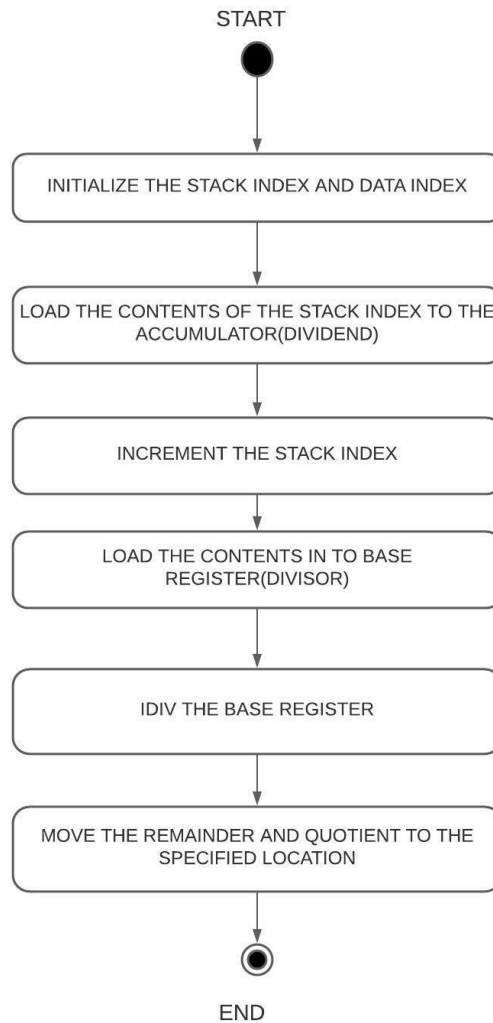 START
INITIALIZE THE STACK INDEX AND DATA INDEX
LOAD THE CONTENTS OF THE STACK INDEX TO THE
ACCUMULATOR(DIVIDEND)
INCREMENT THE STACK INDEX
LOAD THE CONTENTS IN TO BASE
REGISTER(DIVISOR)
IDIV THE BASE REGISTER
MOVE THE REMAINDER AND QUOTIENT TO THE
SPECIFIED LOCATION
END